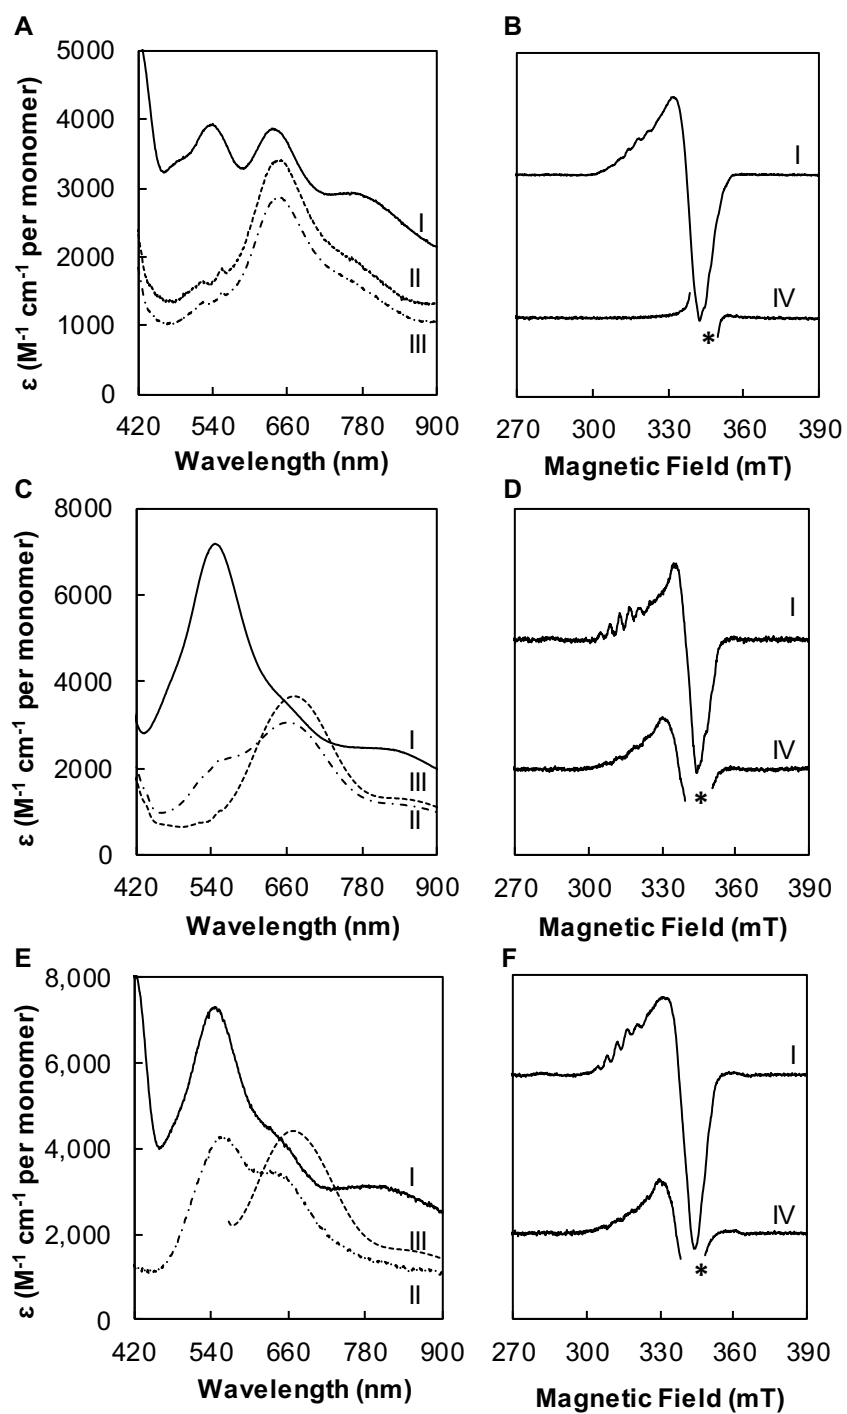 A
ε (M-1 cm-1 per monomer)
5000
4000
3000
2000
1000
0
I
II
III
420 540 660 780 900
Wavelength (nm)
B
I
IV
*
270 300 330 360 390
Magnetic Field (mT)
C
ε (M-1 cm-1 per monomer)
8000
6000
4000
2000
0
I
III
II
420 540 660 780 900
Wavelength (nm)
D
I
IV
*
270 300 330 360 390
Magnetic Field (mT)
E
ε (M-1 cm-1 per monomer)
8,000
6,000
4,000
2,000
0
I
III
II
420 540 660 780 900
Wavelength (nm)
F
I
IV
*
270 300 330 360 390
Magnetic Field (mT)